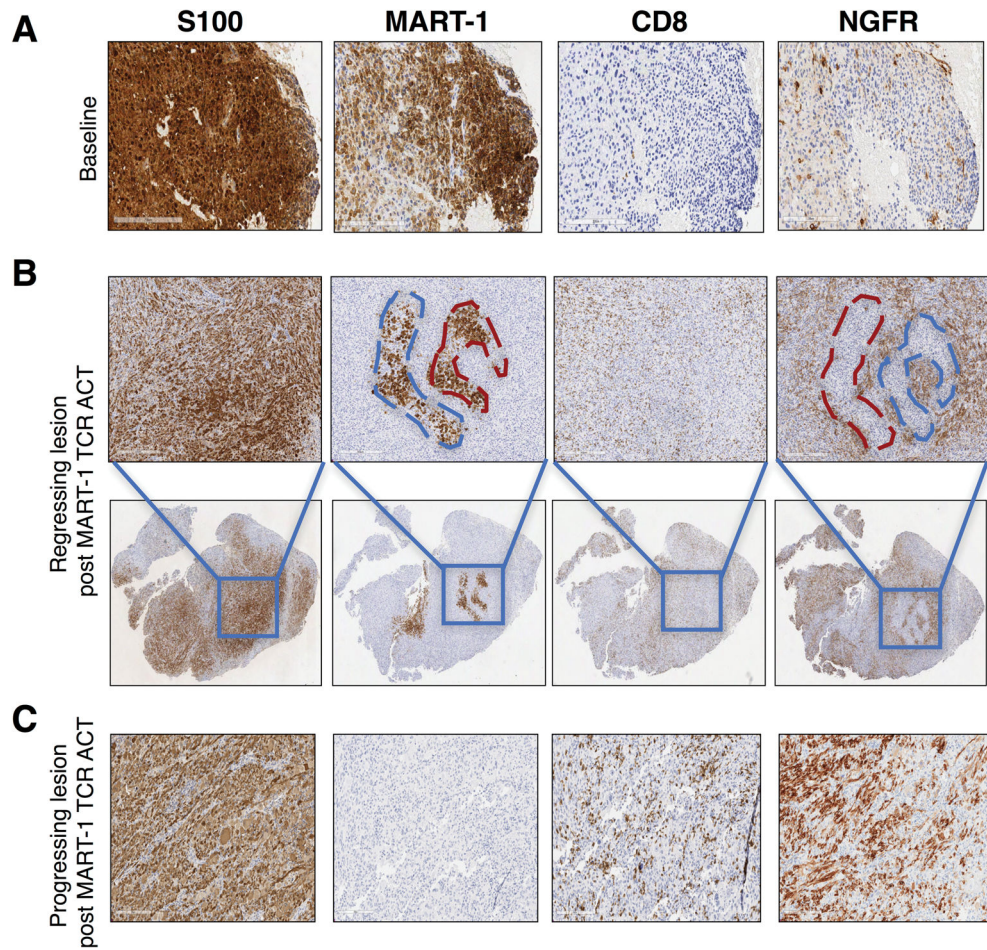 S100 MART-1 CD8 NGFR
A
Baseline
B
Regressing lesion
post MART-1 TCR ACT
C
Progressing lesion
post MART-1 TCR ACT